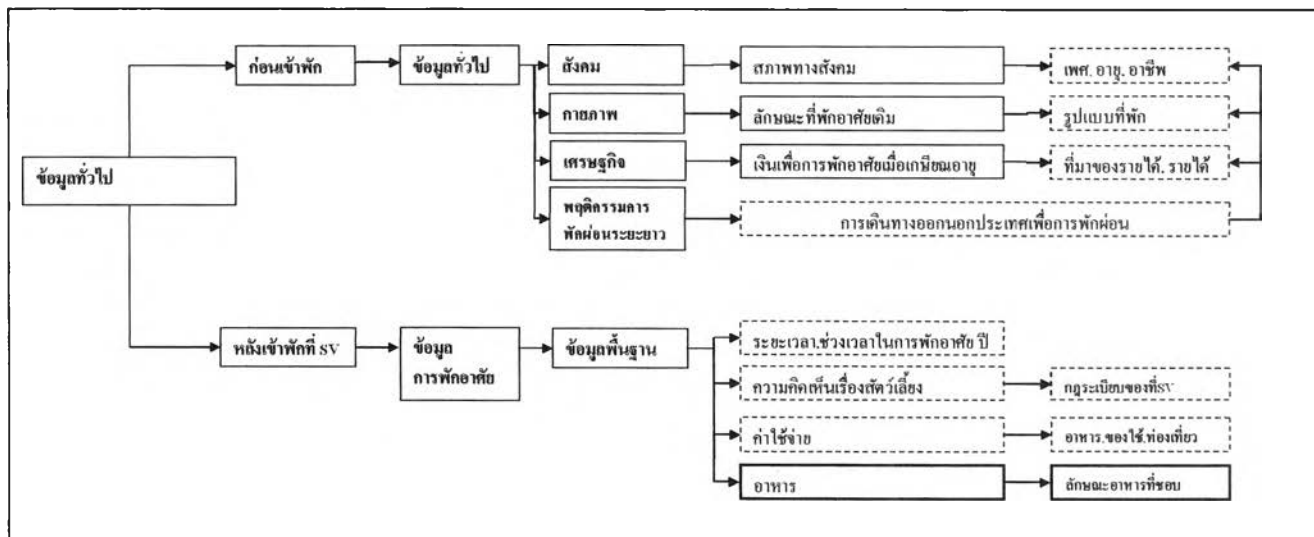 ก่อนเข้าพัก
ข้อมูลทั่วไป
สังคม
สภาพทางสังคม
เพศ. อายุ. อาชีพ
กายภาพ
ลักษณะที่พักอาศัยเดิม
รูปแบบที่พัก
ข้อมูลทั่วไป
เศรษฐกิจ
เงินเพื่อการพักอาศัยเมื่อเกษียณอายุ
ที่มาของรายได้. รายได้
พฤติกรรมการ
พักผ่อนระยะยาว
การเดินทางออกนอกประเทศเพื่อการพักผ่อน
หลังเข้าพักที่ SV
ข้อมูล
การพักอาศัย
ข้อมูลพื้นฐาน
ระยะเวลา.ช่วงเวลาในการพักอาศัย ปี
ความคิดเห็นเรื่องสัตว์เลี้ยง
กฎระเบียบของที่SV
ค่าใช้จ่าย
อาหาร.ของใช้.ท่องเที่ยว
อาหาร
ลักษณะอาหารที่ชอบ